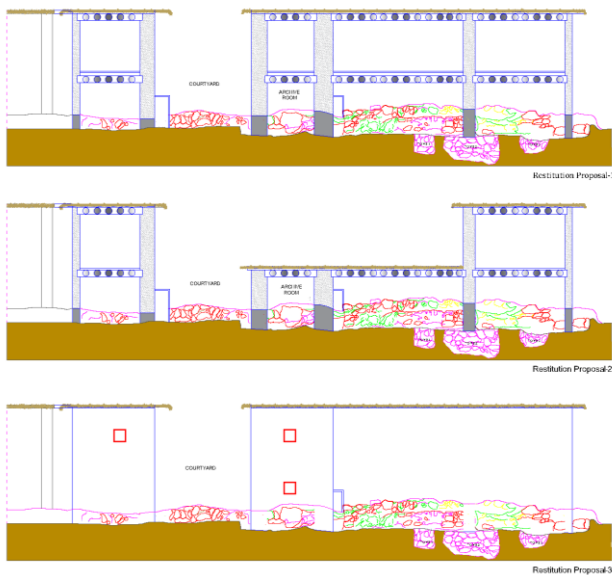 COURTYARD
ARCHIVE
ROOM
Restitution Proposal-1
COURTYARD
ARCHIVE
ROOM
Restitution Proposal-2
COURTYARD
Restitution Proposal-3